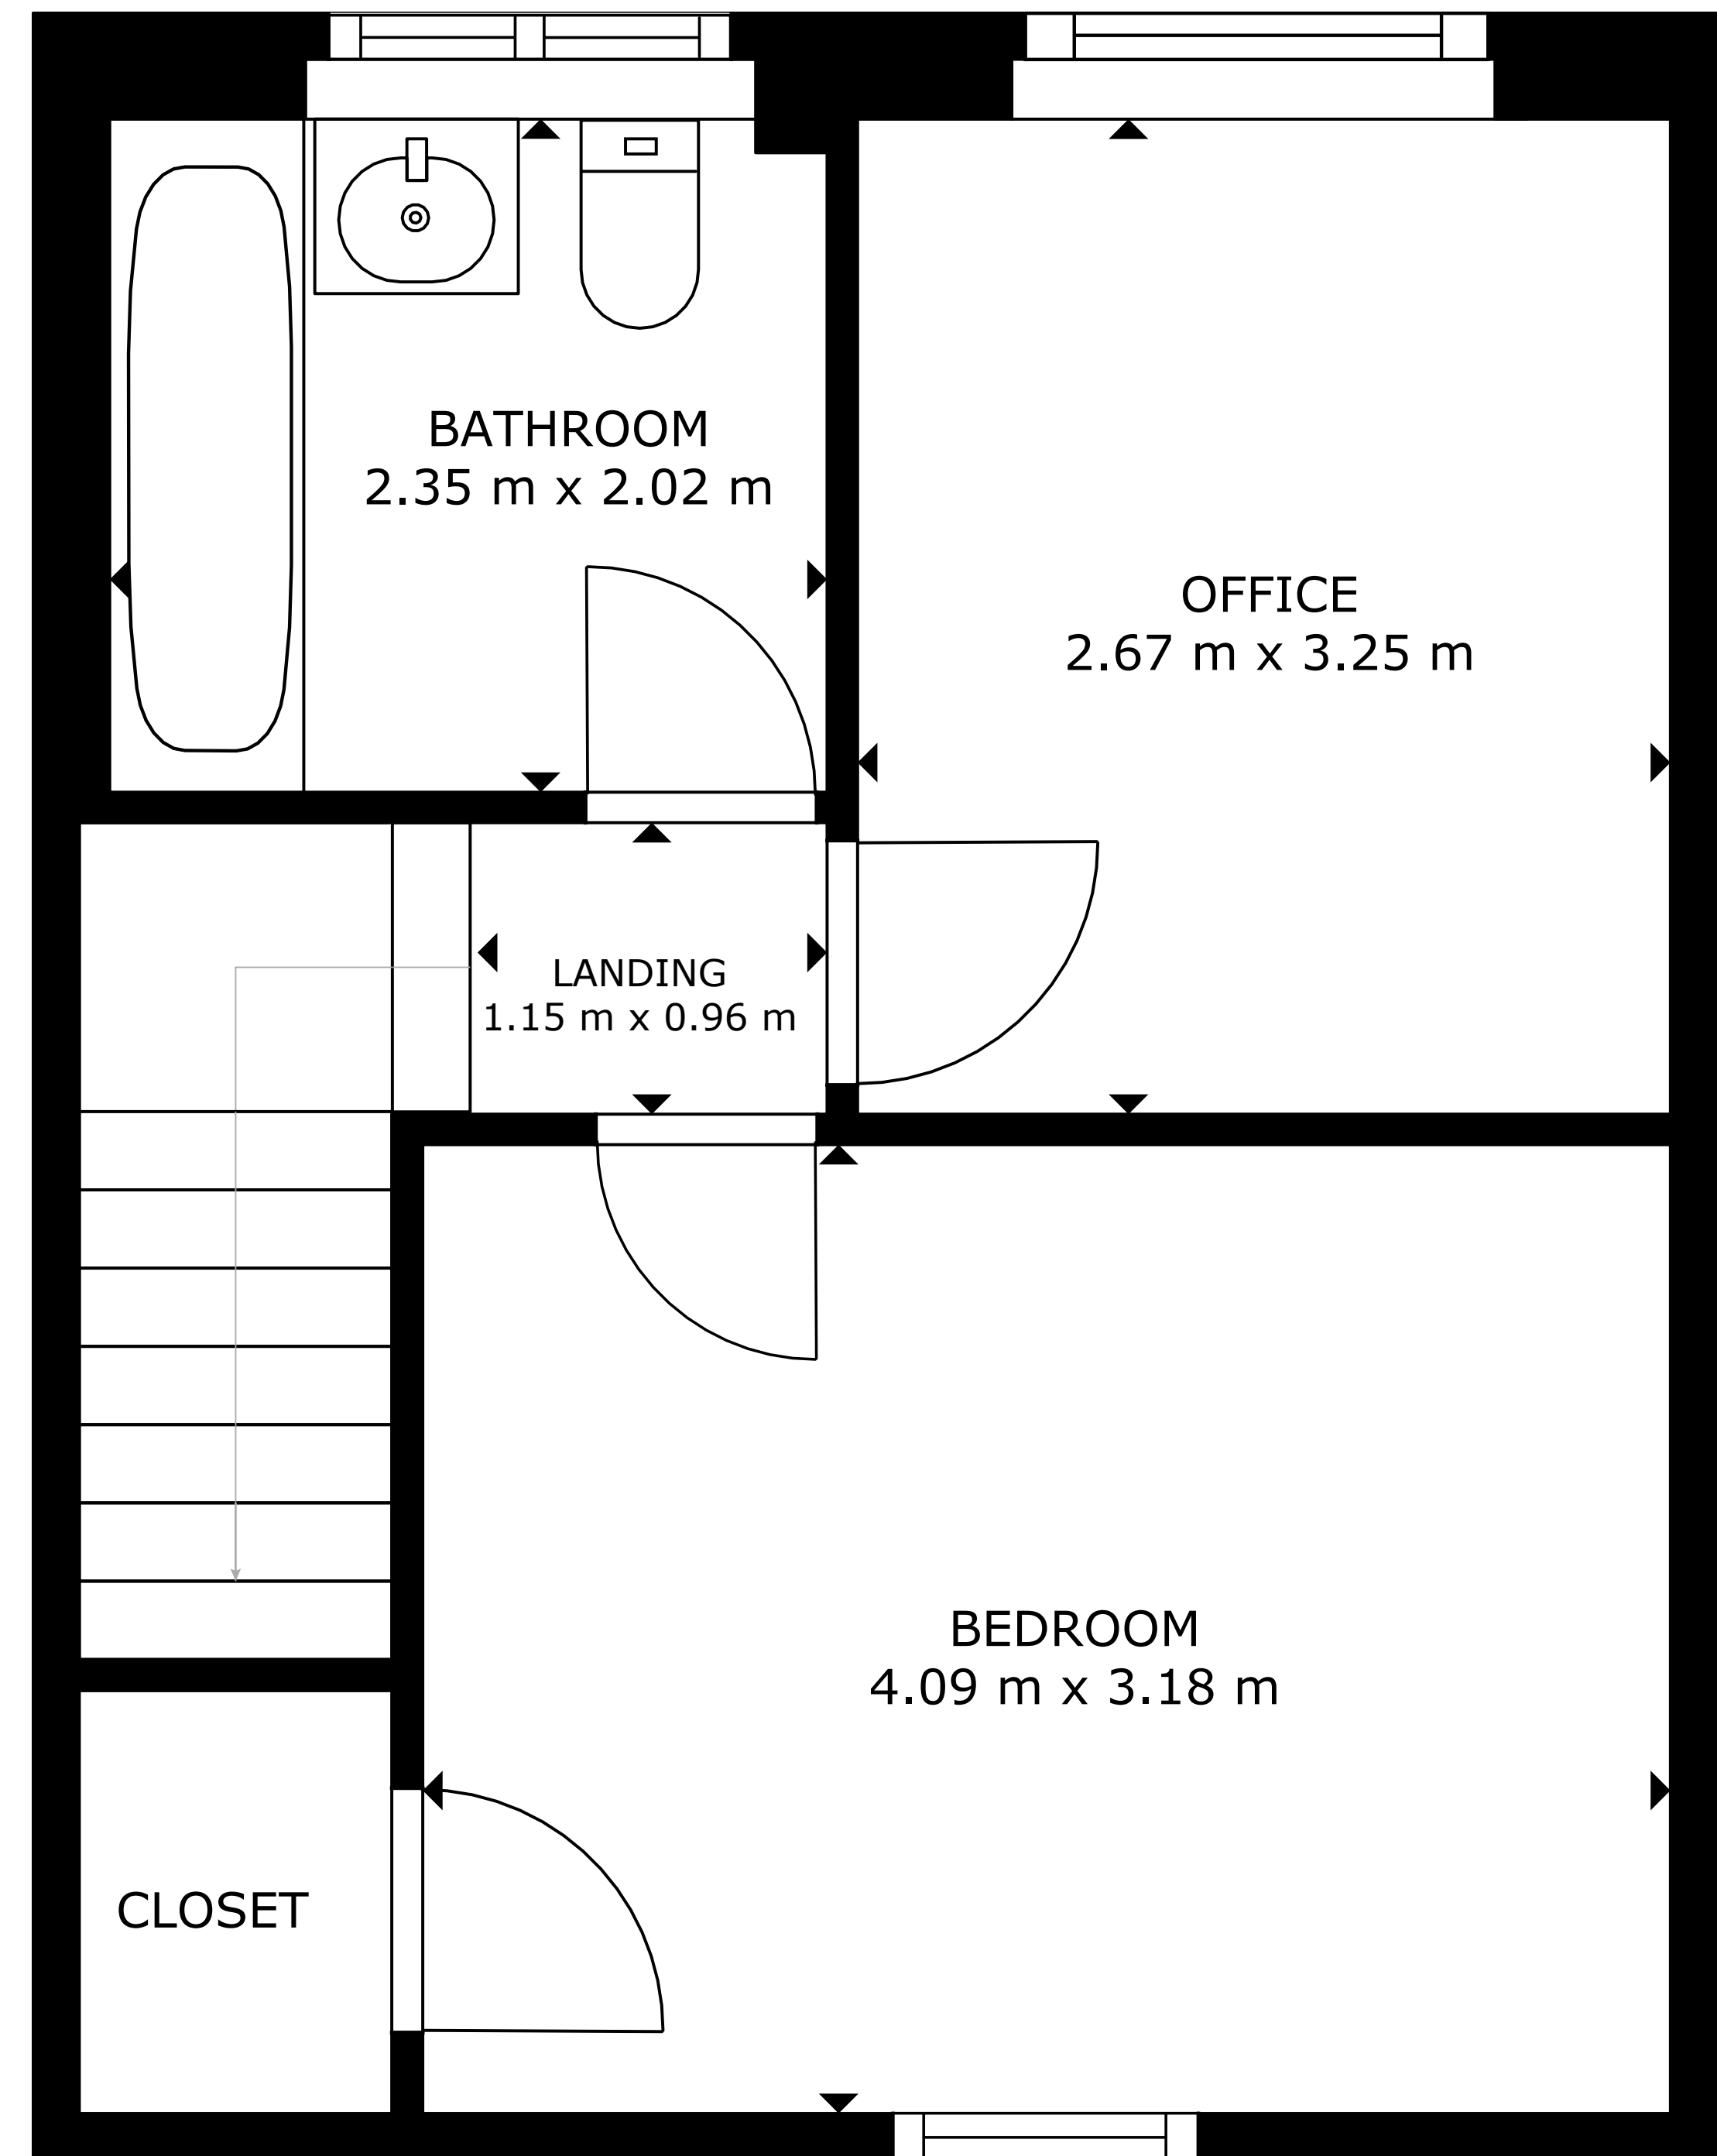 BATHROOM
2.35 m x 2.02 m
OFFICE
2.67 m x 3.25 m
LANDING
1.15 m x 0.96 m
BEDROOM
4.09 m x 3.18 m
CLOSET